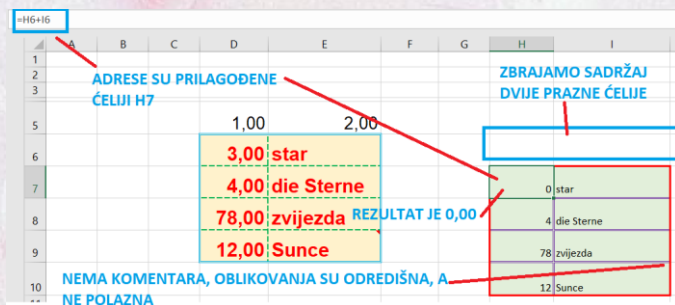 =H6+I6
A B C D E F G H I
1
2
3
ADRESE SU PRILAGOĐENE
ĆELIJI H7
ZBRAJAMO SADRŽAJ
DVIJE PRAZNE ĆELIJE
5 1,00 2,00
6 3,00 star
7 4,00 die Sterne 0 star
REZULTAT JE 0,00
8 78,00 zvijezda 4 die Sterne
9 12,00 Sunce 78 zvijezda
10 12 Sunce
NEMA KOMENTARA, OBLIKOVANJA SU ODREDIŠNA, A
NE POLAZNA